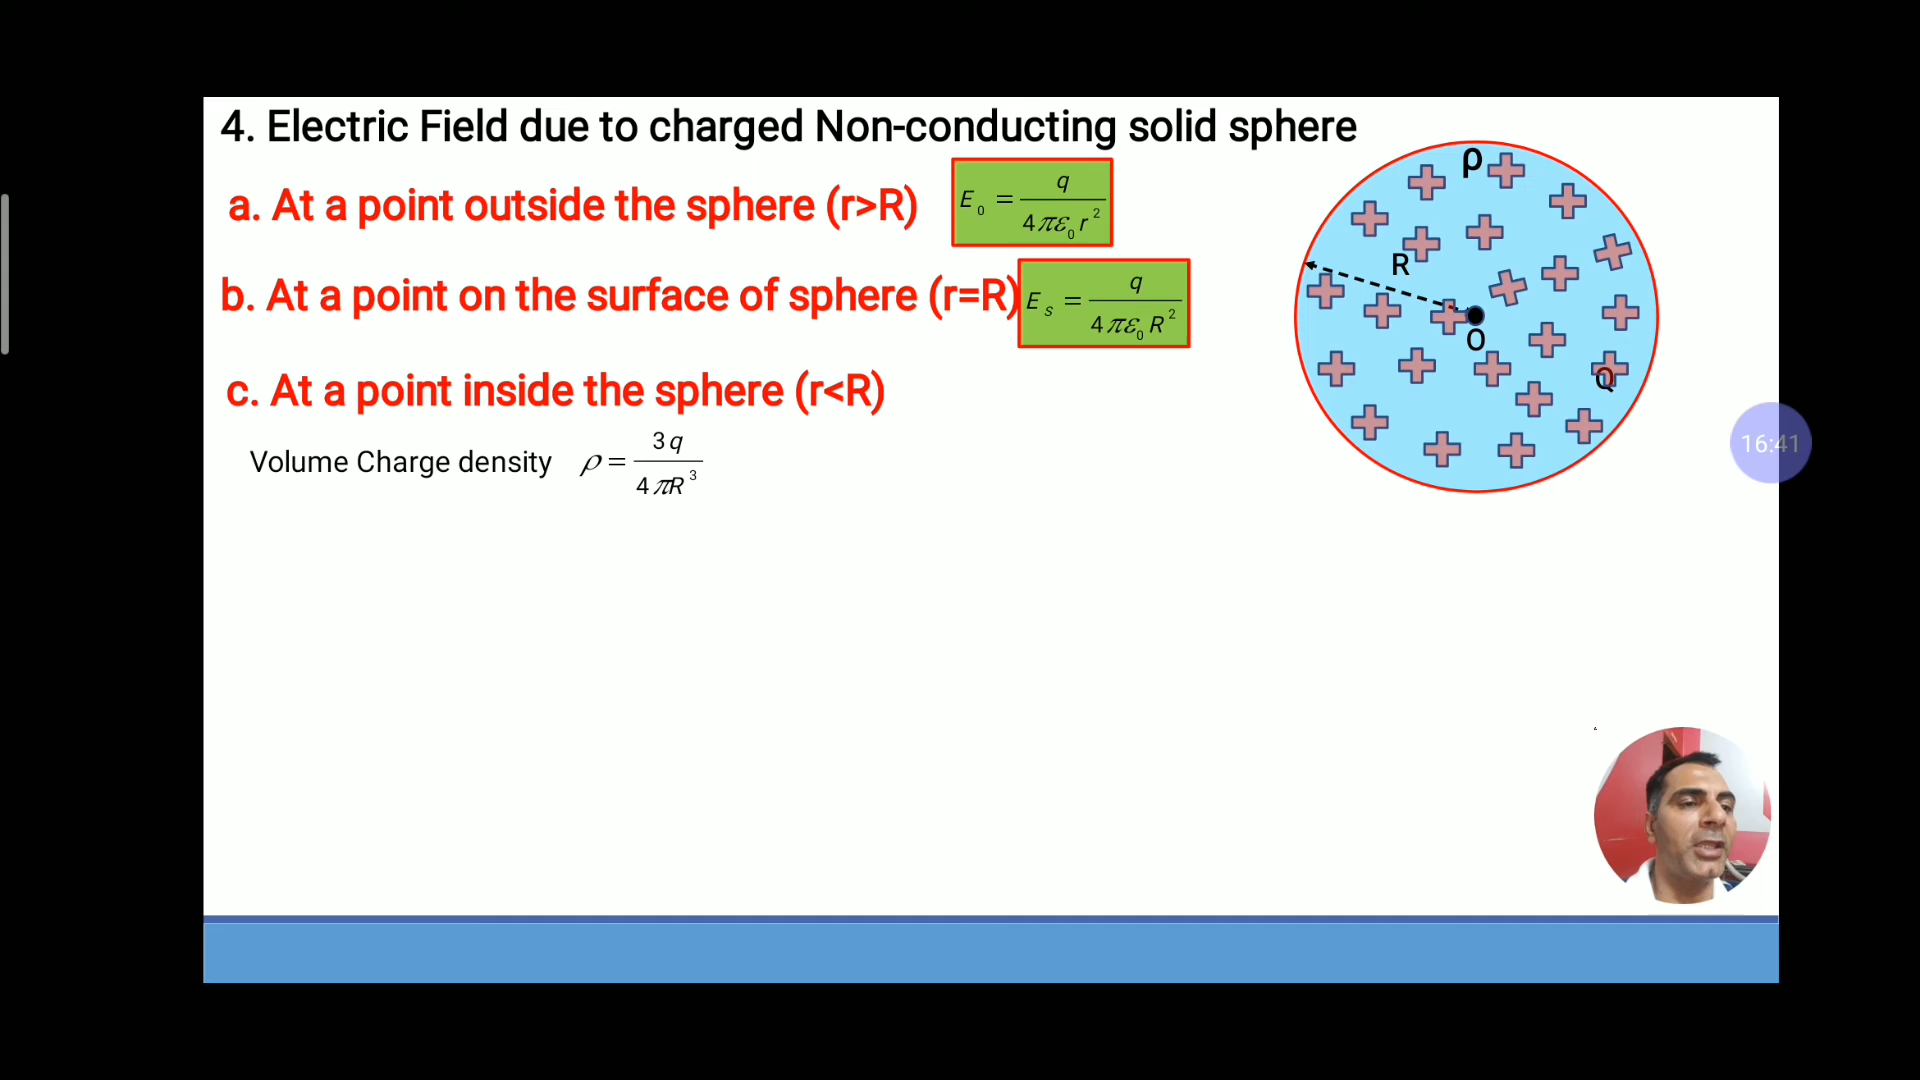 4. Electric Field due to charged Non-conducting solid sphere
a. At a point outside the sphere (r>R) E₀ = q / 4πε₀r²
b. At a point on the surface of sphere (r=R) Eₛ = q / 4πε₀R²
c. At a point inside the sphere (r<R)
Volume Charge density ρ = 3q / 4πR³
ρ
R
O
Q
16:41